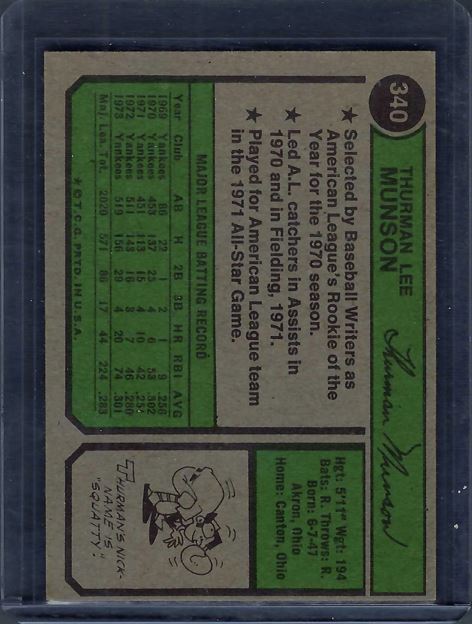 340
THURMAN LEE
MUNSON
Thurman Munson
★ Selected by Baseball Writers as
American League's Rookie of the
Year for the 1970 season.
★ Led A.L. catchers in Assists in
1970 and in Fielding, 1971.
★ Played for American League team
in the 1971 All-Star Game.
Hgt: 5'11" Wgt: 194
Bats: R. Throws: R.
Born: 6-7-47
Akron, Ohio
Home: Canton, Ohio
MAJOR LEAGUE BATTING RECORD
Year Club AB H 2B 3B HR RBI AVG
1969 Yankees 86 22 1 2 1 9 .256
1970 Yankees 453 137 25 4 6 53 .302
1971 Yankees 451 113 15 4 10 42 .251
1972 Yankees 511 143 16 3 7 46 .280
1973 Yankees 519 156 29 4 20 74 .301
Maj. Lea. Tot. 2020 571 86 17 44 224 .283
★ © T.C.G. PRTD. IN U.S.A.
THURMAN'S NICK-
NAME IS
"SQUATTY".